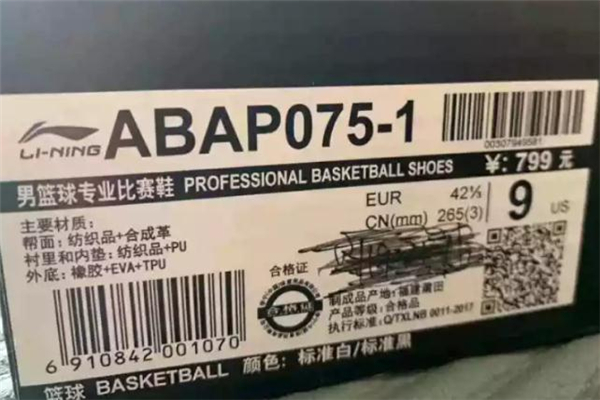 LI-NING ABAP075-1
00307949581
¥: 799 元
男篮球专业比赛鞋 PROFESSIONAL BASKETBALL SHOES
主要材质:
帮面: 纺织品+合成革
村里和内垫: 纺织品+PU
外底: 橡胶+EVA+TPU
EUR 42⅔
CN(mm) 265(3)
9 US
合格证
制成品产地: 福建莆田
产品等级: 合格品
执行标准: Q/TXLNB 0011-2017
6 910842 001070
篮球 BASKETBALL 颜色: 标准白/标准黑